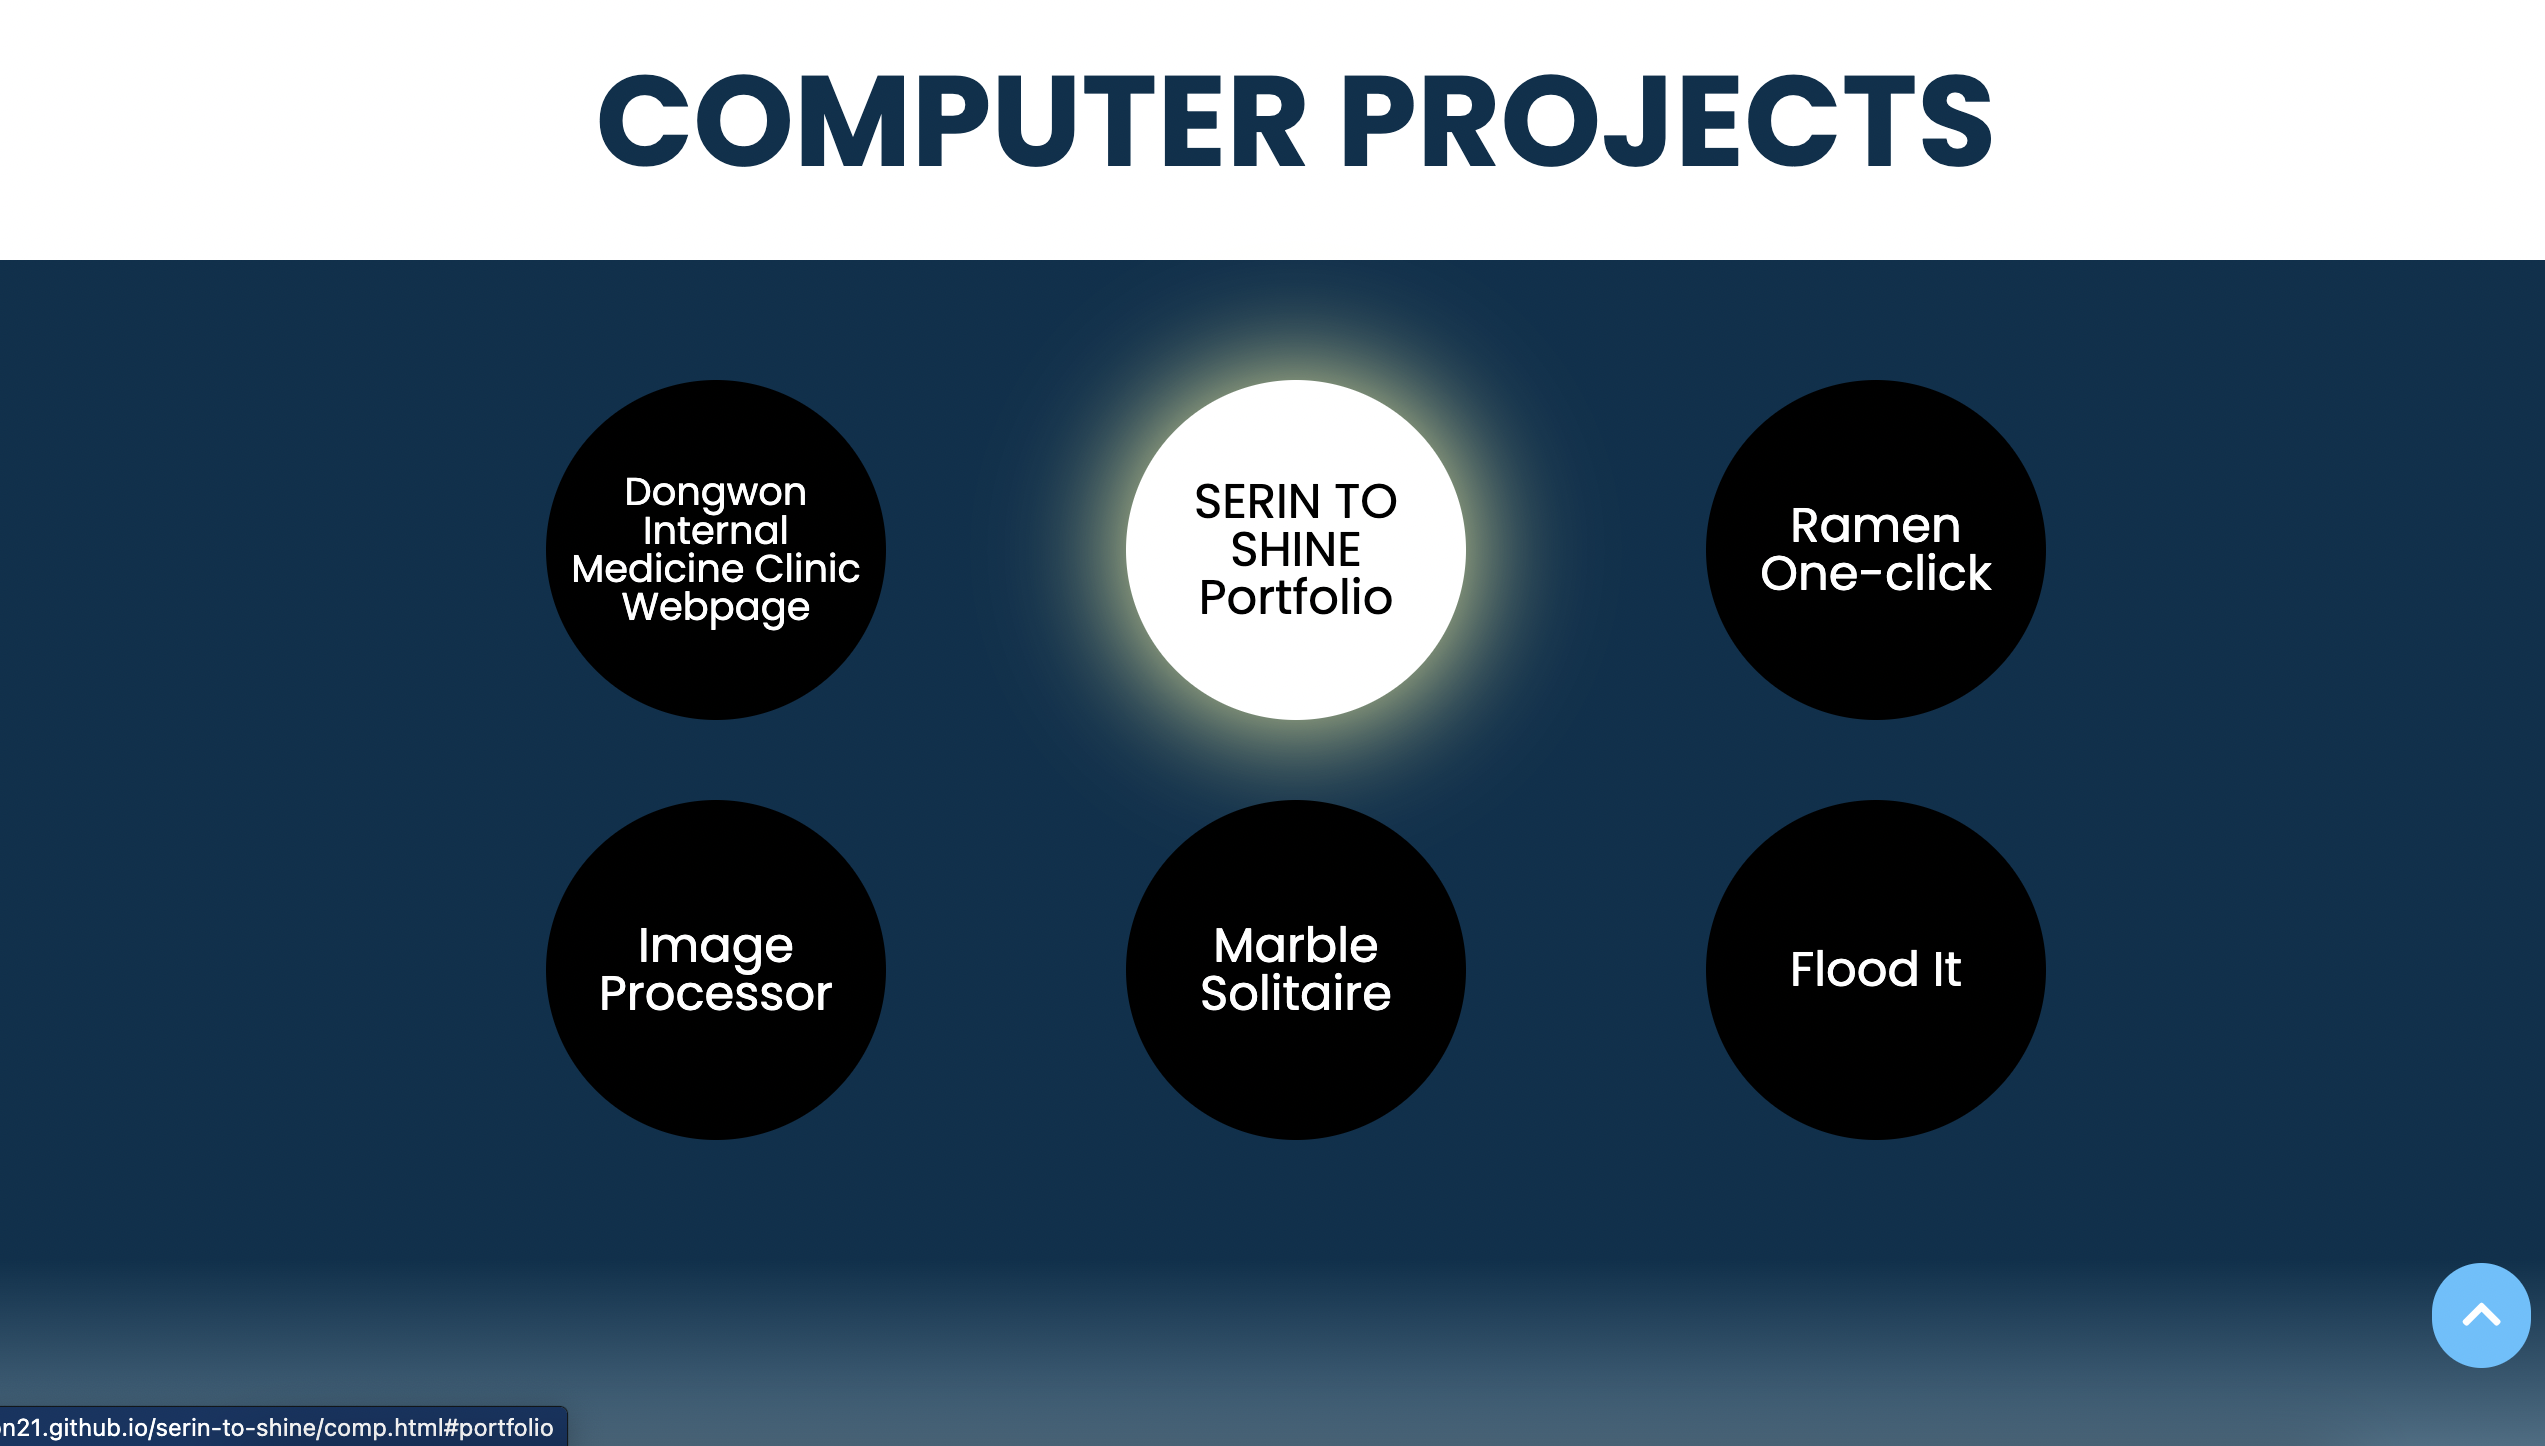 COMPUTER PROJECTS
Dongwon
Internal
Medicine Clinic
Webpage
SERIN TO
SHINE
Portfolio
Ramen
One-click
Image
Processor
Marble
Solitaire
Flood It
n21.github.io/serin-to-shine/comp.html#portfolio